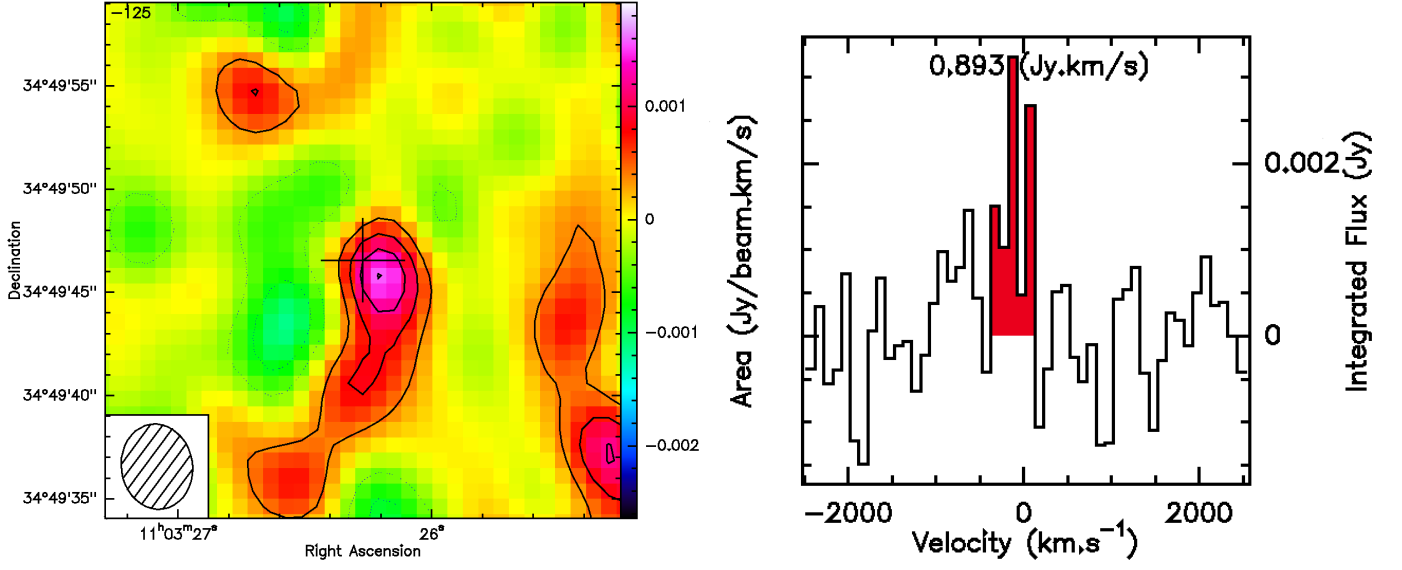 −125
34°49'55"
34°49'50"
34°49'45"
34°49'40"
34°49'35"
Declination
11ʰ03ᵐ27ˢ
26ˢ
Right Ascension
0.001
0
−0.001
−0.002
0.893 (Jy.km/s)
Area (Jy/beam.km/s)
0.002
0
Integrated Flux (Jy)
−2000
0
2000
Velocity (km.s⁻¹)